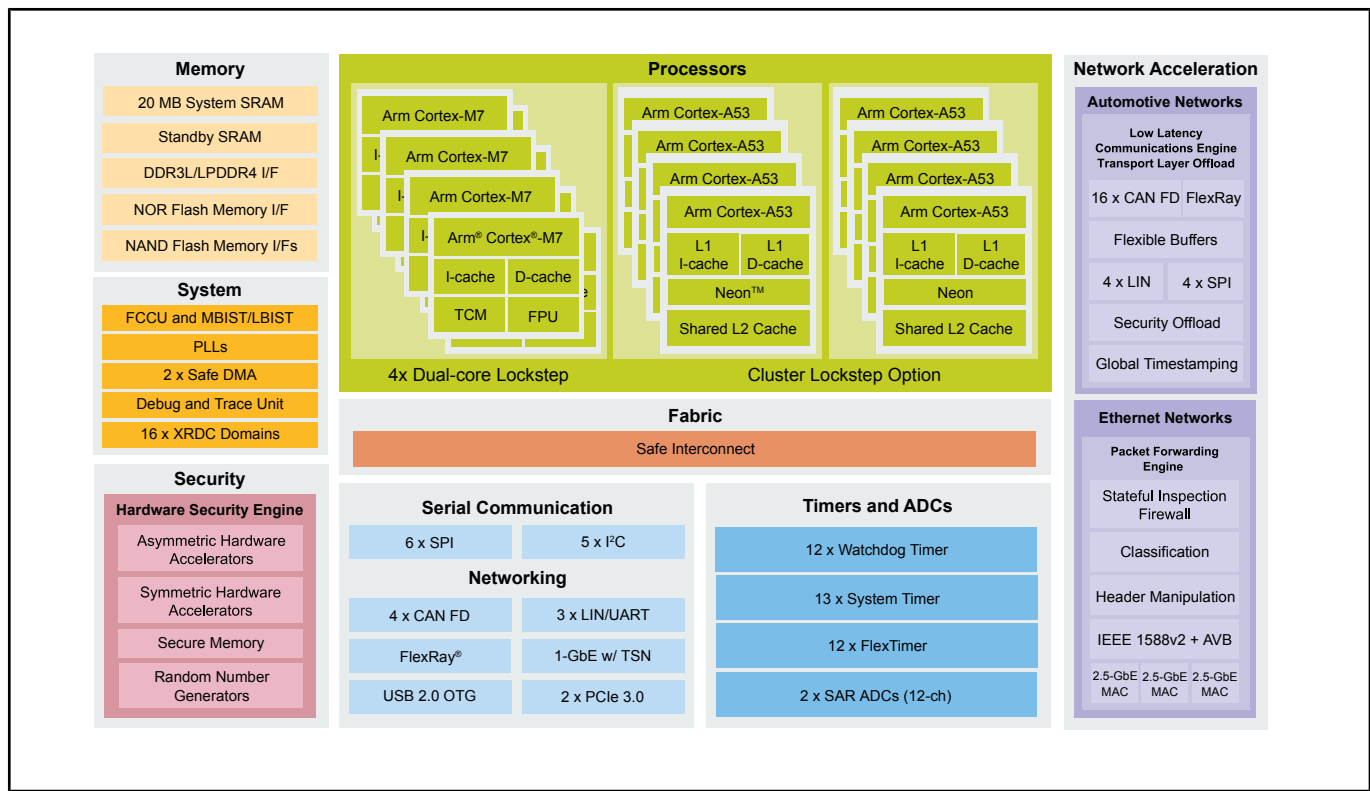 Memory
20 MB System SRAM
Standby SRAM
DDR3L/LPDDR4 I/F
NOR Flash Memory I/F
NAND Flash Memory I/Fs
System
FCCU and MBIST/LBIST
PLLs
2 x Safe DMA
Debug and Trace Unit
16 x XRDC Domains
Security
Hardware Security Engine
Asymmetric Hardware
Accelerators
Symmetric Hardware
Accelerators
Secure Memory
Random Number
Generators
Processors
Arm Cortex-M7
I-
Arm Cortex-M7
I-
Arm Cortex-M7
I-
Arm® Cortex®-M7
I-cache D-cache
e
TCM FPU
4x Dual-core Lockstep
Arm Cortex-A53
Arm Cortex-A53
Arm Cortex-A53
Arm Cortex-A53
L1 L1
I-cache D-cache
Neon™
Shared L2 Cache
Arm Cortex-A53
Arm Cortex-A53
Arm Cortex-A53
Arm Cortex-A53
L1 L1
I-cache D-cache
Neon
Shared L2 Cache
Cluster Lockstep Option
Fabric
Safe Interconnect
Serial Communication
6 x SPI 5 x I²C
Networking
4 x CAN FD 3 x LIN/UART
FlexRay® 1-GbE w/ TSN
USB 2.0 OTG 2 x PCIe 3.0
Timers and ADCs
12 x Watchdog Timer
13 x System Timer
12 x FlexTimer
2 x SAR ADCs (12-ch)
Network Acceleration
Automotive Networks
Low Latency
Communications Engine
Transport Layer Offload
16 x CAN FD FlexRay
Flexible Buffers
4 x LIN 4 x SPI
Security Offload
Global Timestamping
Ethernet Networks
Packet Forwarding
Engine
Stateful Inspection
Firewall
Classification
Header Manipulation
IEEE 1588v2 + AVB
2.5-GbE 2.5-GbE 2.5-GbE
MAC MAC MAC